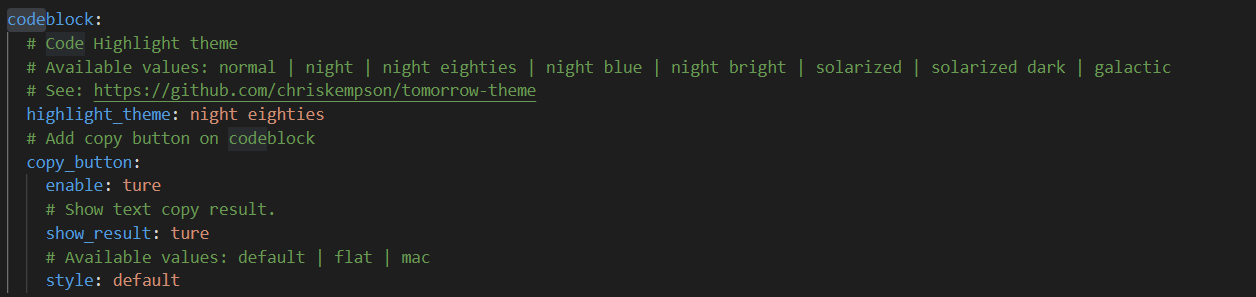 codeblock:
# Code Highlight theme
# Available values: normal | night | night eighties | night blue | night bright | solarized | solarized dark | galactic
# See: https://github.com/chriskempson/tomorrow-theme
highlight_theme: night eighties
# Add copy button on codeblock
copy_button:
enable: ture
# Show text copy result.
show_result: ture
# Available values: default | flat | mac
style: default